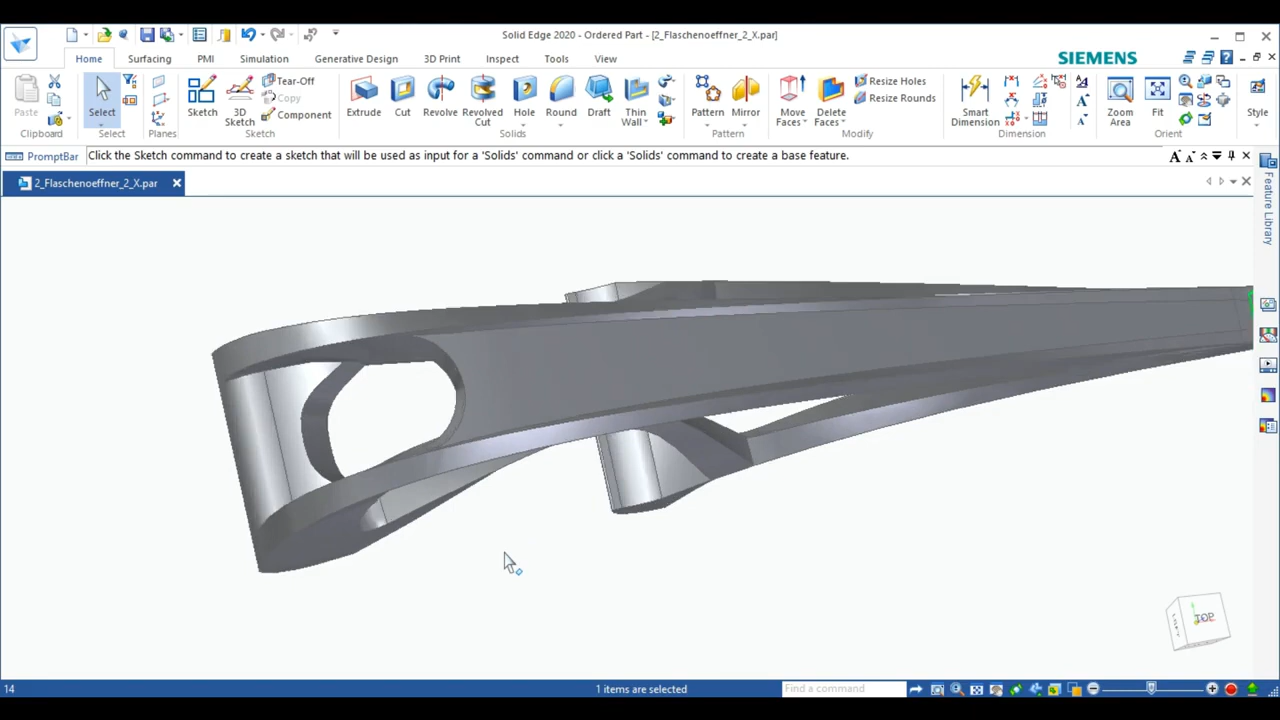 Solid Edge 2020 - Ordered Part - [2_Flaschenoeffner_2_X.par]
Home Surfacing PMI Simulation Generative Design 3D Print Inspect Tools View SIEMENS
Paste Select Sketch 3D Sketch Tear-Off Copy Component Extrude Cut Revolve Revolved Cut Hole Round Draft Thin Wall Pattern Mirror Move Faces Delete Faces Resize Holes Resize Rounds Smart Dimension Zoom Area Fit Style
Clipboard Select Planes Sketch Solids Pattern Modify Dimension Orient
PromptBar Click the Sketch command to create a sketch that will be used as input for a 'Solids' command or click a 'Solids' command to create a base feature.
2_Flaschenoeffner_2_X.par
Feature Library
TOP
14 1 items are selected Find a command